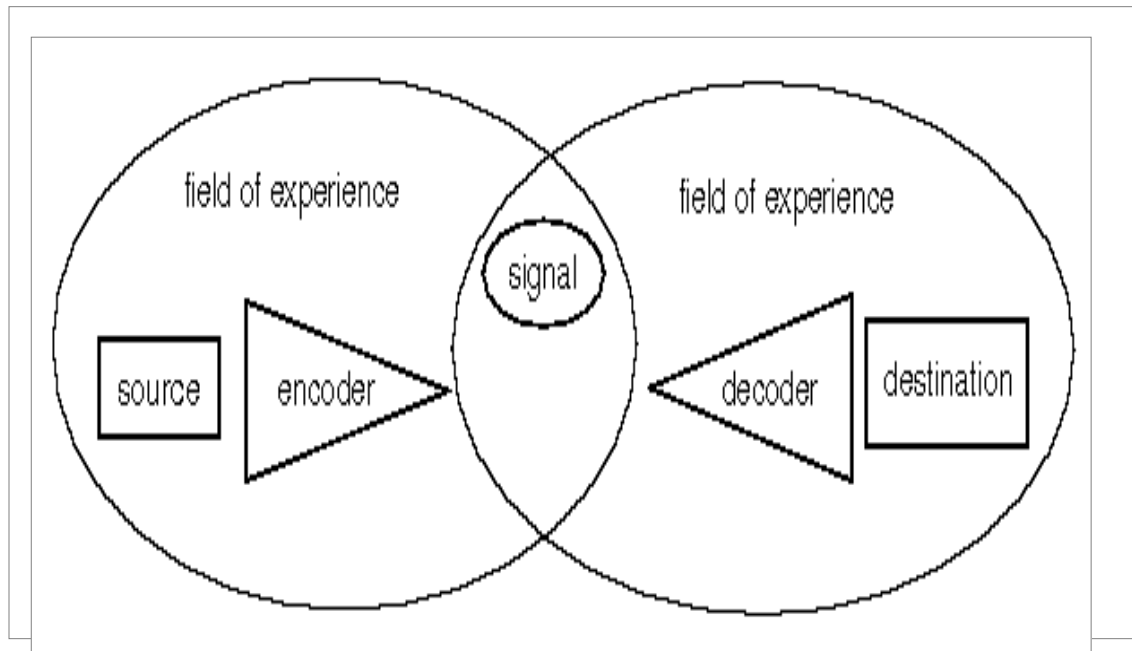 field of experience
field of experience
signal
source
encoder
decoder
destination